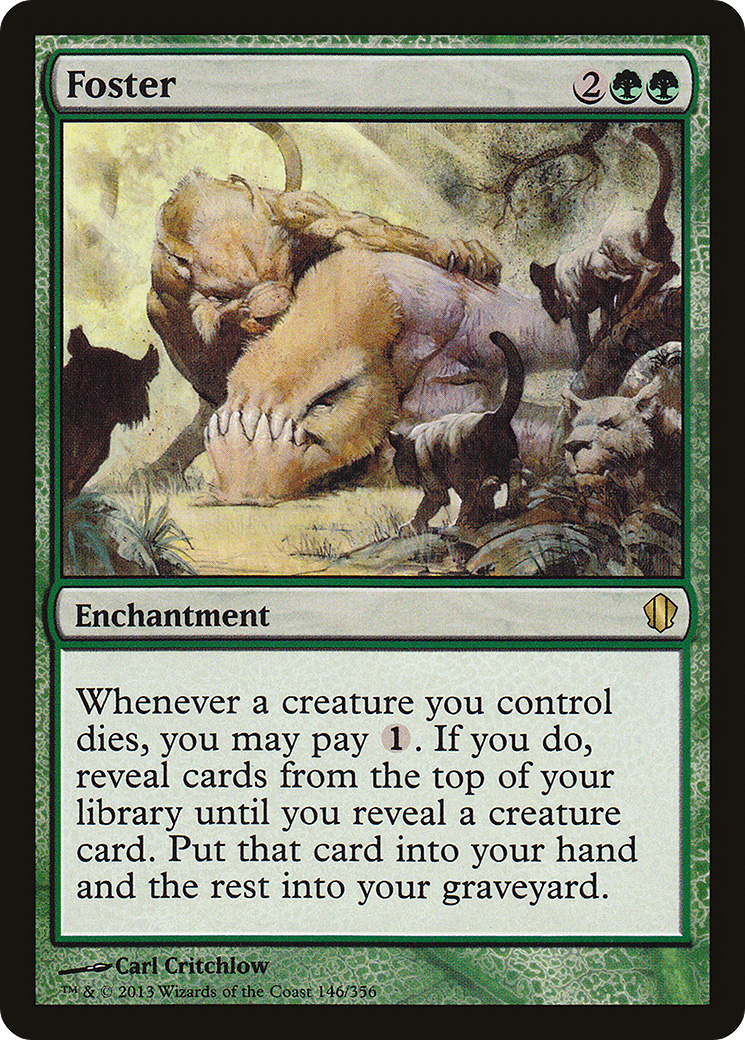 Foster 2
Enchantment
Whenever a creature you control
dies, you may pay 1. If you do,
reveal cards from the top of your
library until you reveal a creature
card. Put that card into your hand
and the rest into your graveyard.
Carl Critchlow
™ & © 2013 Wizards of the Coast 146/356